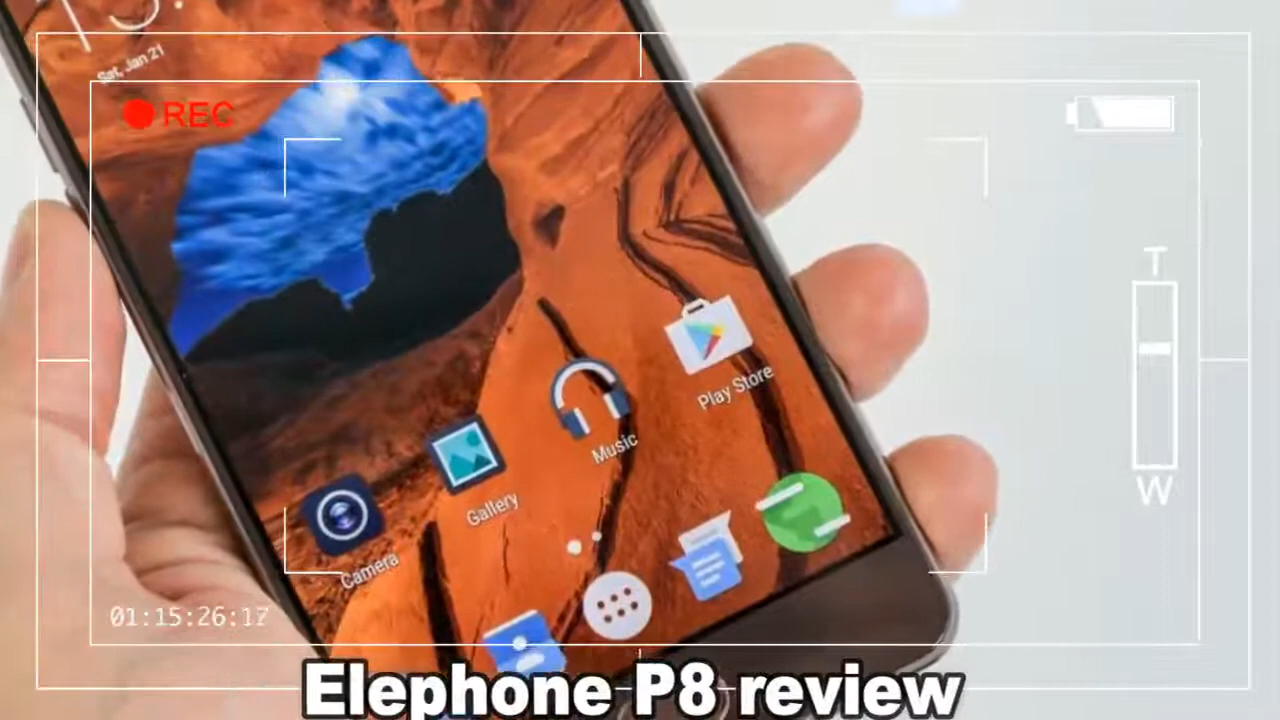 Sat, Jan 21
REC
T
Play Store
Music
Gallery
W
Camera
01:15:26:17
Elephone P8 review